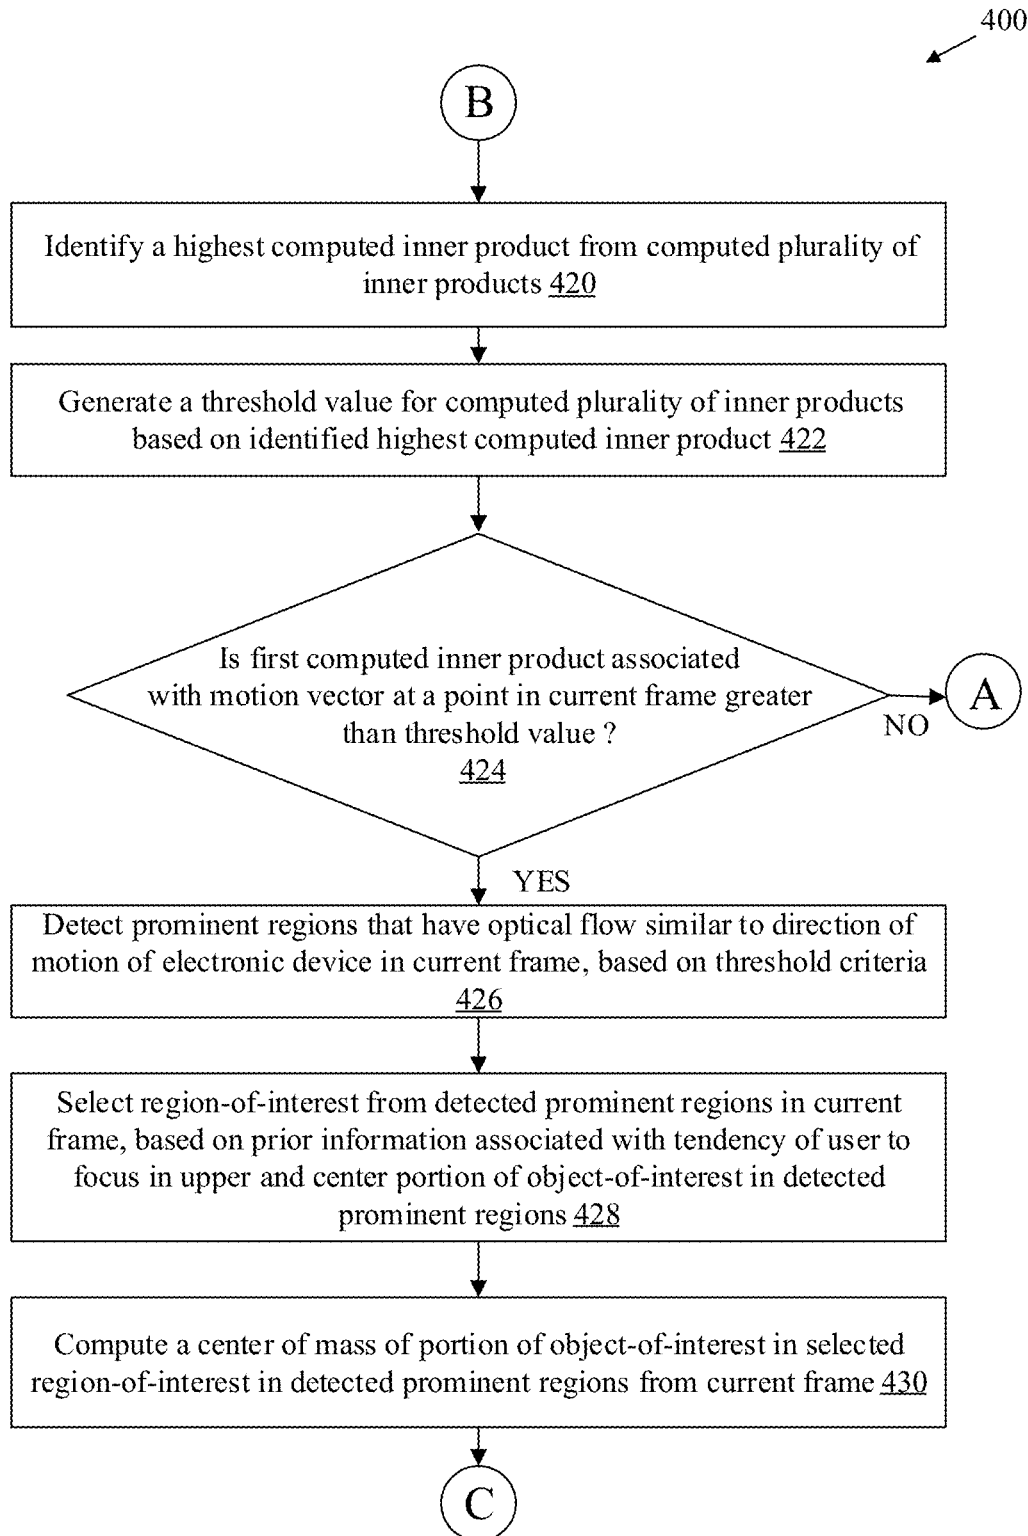 400
B
Identify a highest computed inner product from computed plurality of
inner products 420
Generate a threshold value for computed plurality of inner products
based on identified highest computed inner product 422
Is first computed inner product associated
with motion vector at a point in current frame greater
than threshold value ?
424
A
NO
YES
Detect prominent regions that have optical flow similar to direction of
motion of electronic device in current frame, based on threshold criteria
426
Select region-of-interest from detected prominent regions in current
frame, based on prior information associated with tendency of user to
focus in upper and center portion of object-of-interest in detected
prominent regions 428
Compute a center of mass of portion of object-of-interest in selected
region-of-interest in detected prominent regions from current frame 430
C